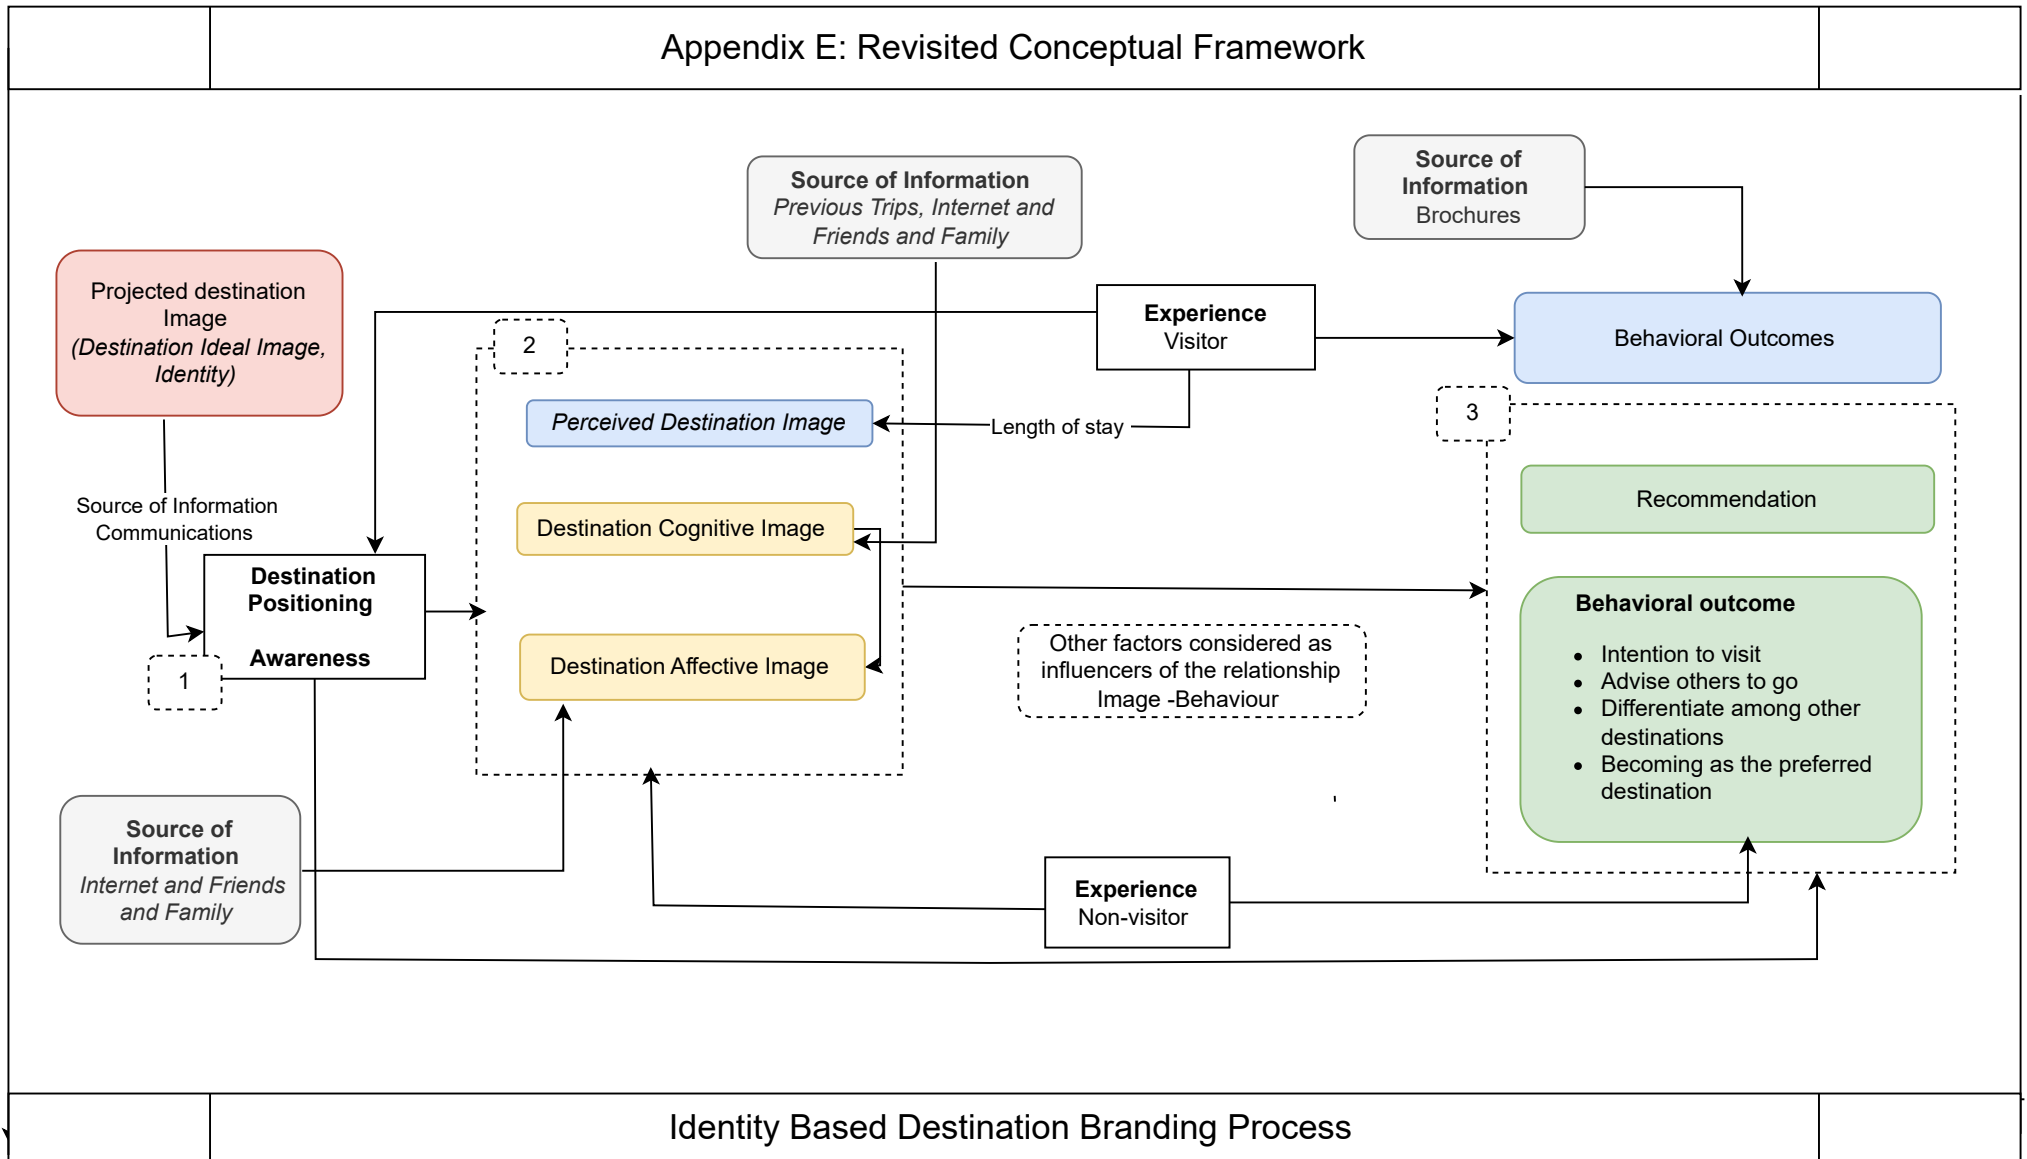 Appendix E: Revisited Conceptual Framework
Source of
Information
Brochures
Source of Information
Previous Trips, Internet and
Friends and Family
Projected destination
Image
(Destination Ideal Image,
Identity)
Experience
Visitor
Behavioral Outcomes
2
Perceived Destination Image
Length of stay
3
Source of Information
Communications
Destination Cognitive Image
Recommendation
Destination
Positioning
Awareness
1
Destination Affective Image
Other factors considered as
influencers of the relationship
Image -Behaviour
Behavioral outcome
• Intention to visit
• Advise others to go
• Differentiate among other
destinations
• Becoming as the preferred
destination
Source of
Information
Internet and Friends
and Family
Experience
Non-visitor
Identity Based Destination Branding Process